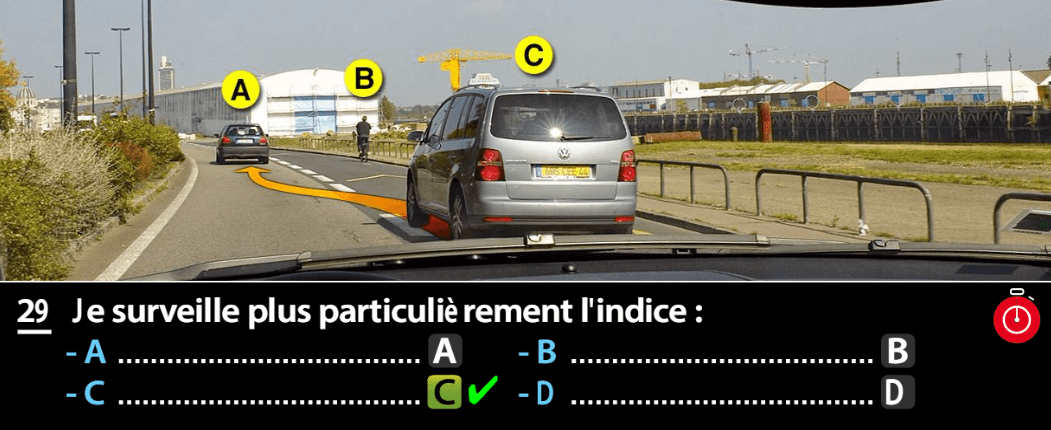 A B C
TAXI
29 Je surveille plus particulièrement l'indice :
- A ..................................... A - B ..................................... B
- C ..................................... C ✔ - D ..................................... D